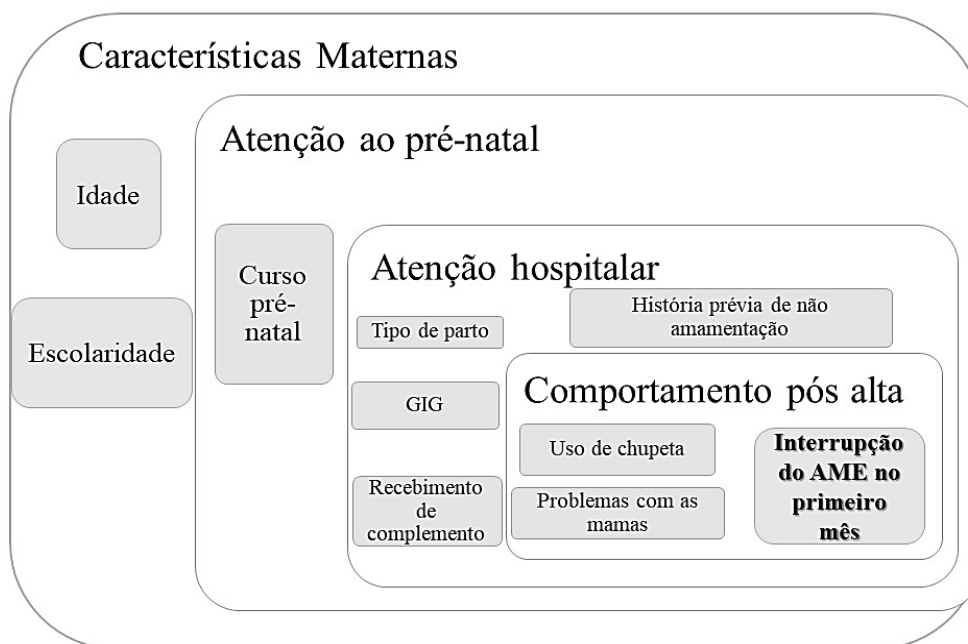 Características Maternas
Atenção ao pré-natal
Idade
Escolaridade
Curso
pré-
natal
Atenção hospitalar
Tipo de parto
História prévia de não
amamentação
GIG
Recebimento
de
complemento
Comportamento pós alta
Uso de chupeta
Problemas com as
mamas
Interrupção
do AME no
primeiro
mês